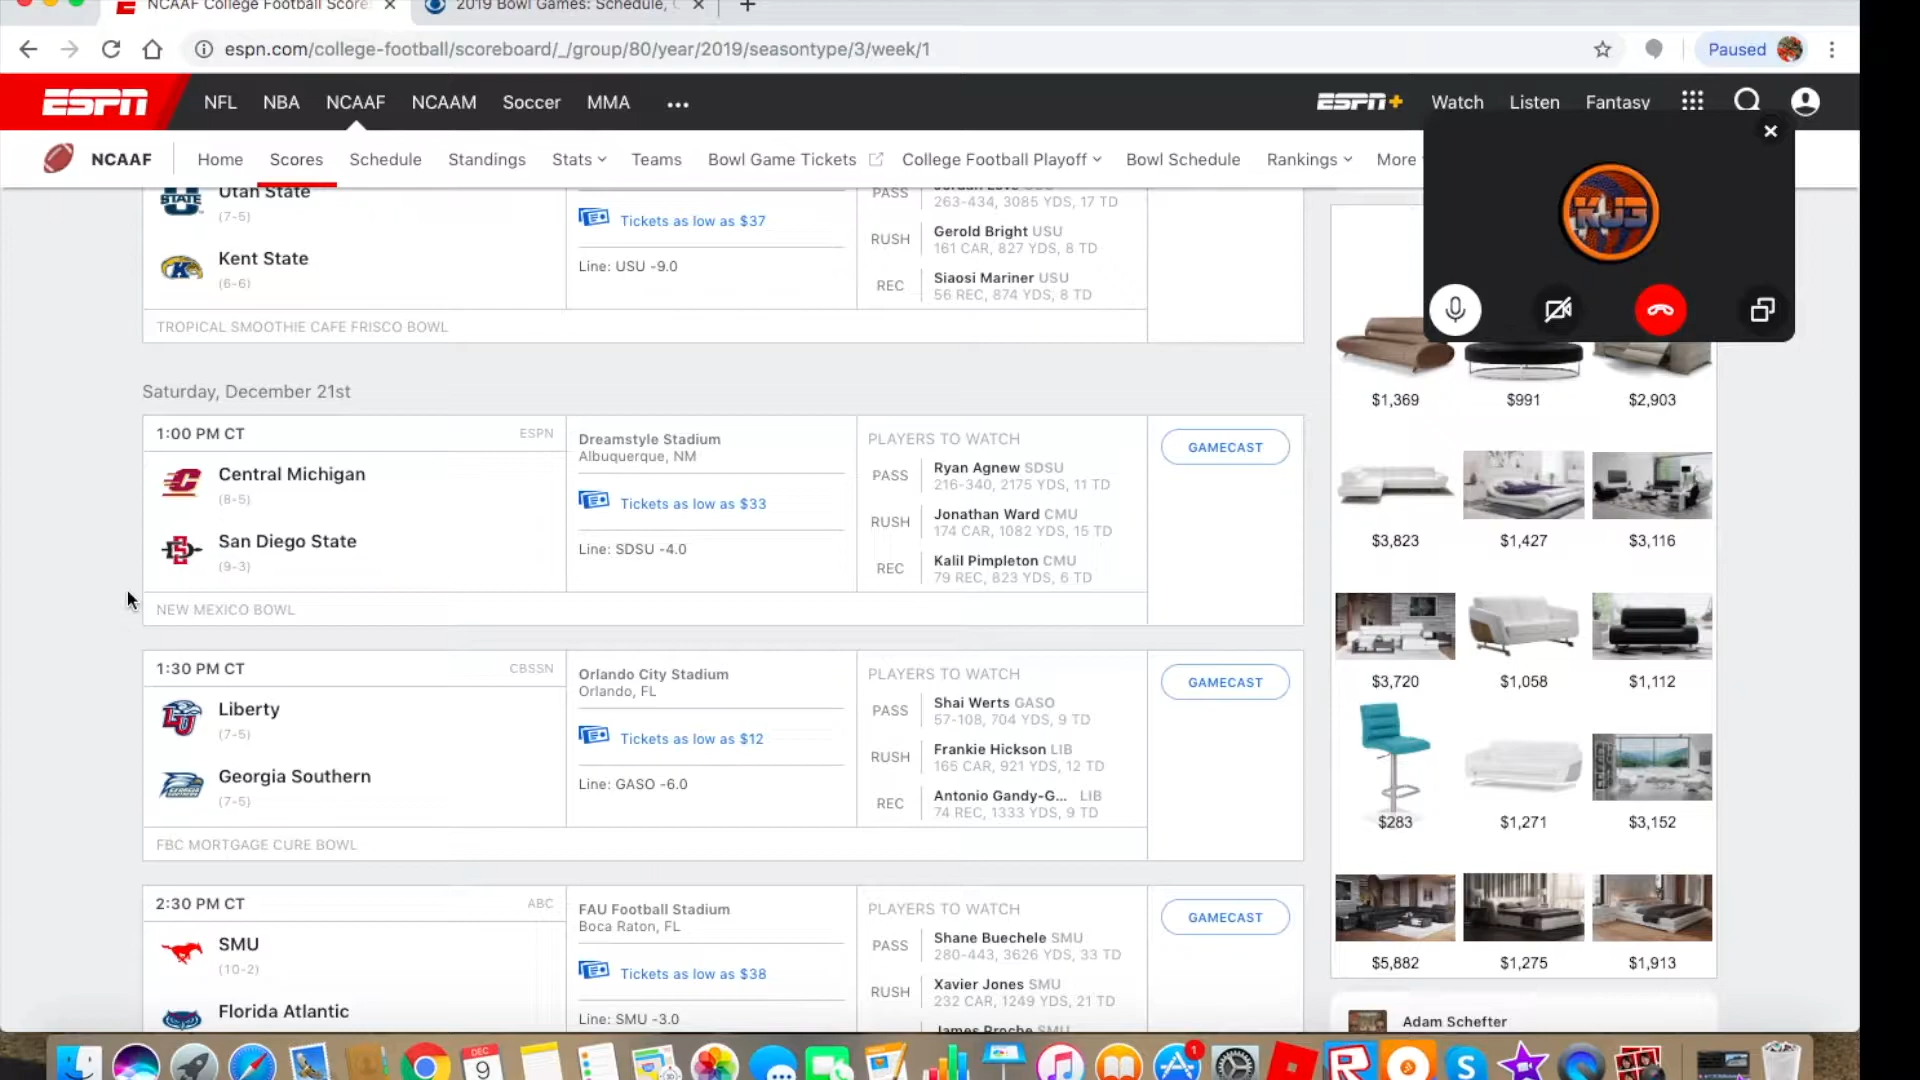 NCAAF College Football Score
2019 Bowl Games: Schedule,
espn.com/college-football/scoreboard/_/group/80/year/2019/seasontype/3/week/1
Paused
ESPN
NFL
NBA
NCAAF
NCAAM
Soccer
MMA
ESPN+
Watch
Listen
Fantasy
NCAAF
Home
Scores
Schedule
Standings
Stats
Teams
Bowl Game Tickets
College Football Playoff
Bowl Schedule
Rankings
More
KJB
Utah State
(7-5)
Kent State
(6-6)
TROPICAL SMOOTHIE CAFE FRISCO BOWL
Tickets as low as $37
Line: USU -9.0
PASS
Jordan Love USU
263-434, 3085 YDS, 17 TD
RUSH
Gerold Bright USU
161 CAR, 827 YDS, 8 TD
REC
Siaosi Mariner USU
56 REC, 874 YDS, 8 TD
Saturday, December 21st
1:00 PM CT
ESPN
Central Michigan
(8-5)
San Diego State
(9-3)
NEW MEXICO BOWL
Dreamstyle Stadium
Albuquerque, NM
Tickets as low as $33
Line: SDSU -4.0
PLAYERS TO WATCH
PASS
Ryan Agnew SDSU
216-340, 2175 YDS, 11 TD
RUSH
Jonathan Ward CMU
174 CAR, 1082 YDS, 15 TD
REC
Kalil Pimpleton CMU
79 REC, 823 YDS, 6 TD
GAMECAST
1:30 PM CT
CBSSN
Liberty
(7-5)
Georgia Southern
(7-5)
FBC MORTGAGE CURE BOWL
Orlando City Stadium
Orlando, FL
Tickets as low as $12
Line: GASO -6.0
PLAYERS TO WATCH
PASS
Shai Werts GASO
57-108, 704 YDS, 9 TD
RUSH
Frankie Hickson LIB
165 CAR, 921 YDS, 12 TD
REC
Antonio Gandy-G... LIB
74 REC, 1333 YDS, 9 TD
GAMECAST
2:30 PM CT
ABC
SMU
(10-2)
Florida Atlantic
FAU Football Stadium
Boca Raton, FL
Tickets as low as $38
Line: SMU -3.0
PLAYERS TO WATCH
PASS
Shane Buechele SMU
280-443, 3626 YDS, 33 TD
RUSH
Xavier Jones SMU
232 CAR, 1249 YDS, 21 TD
James Proche SMU
GAMECAST
$1,369
$991
$2,903
$3,823
$1,427
$3,116
$3,720
$1,058
$1,112
$283
$1,271
$3,152
$5,882
$1,275
$1,913
Adam Schefter
DEC
9
1